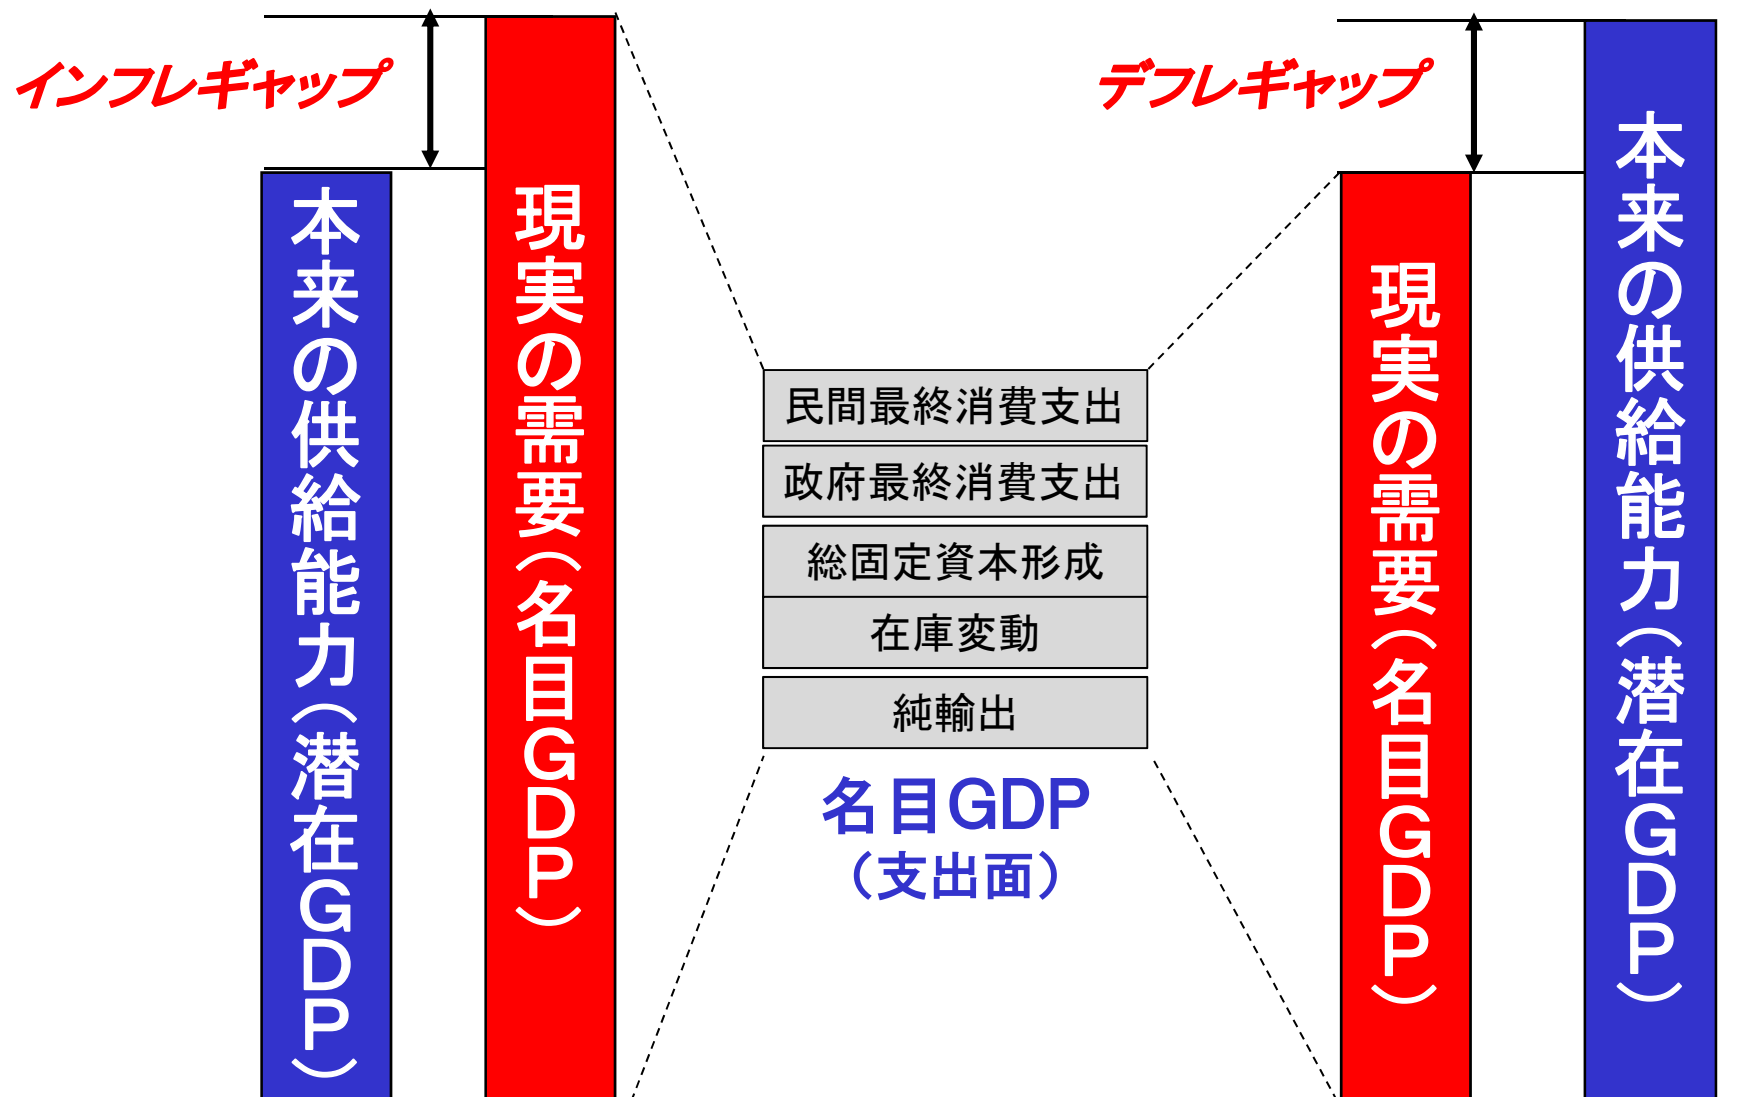 インフレギャップ
本来の供給能力(潜在GDP)
現実の需要(名目GDP)
民間最終消費支出
政府最終消費支出
総固定資本形成
在庫変動
純輸出
名目GDP
(支出面)
デフレギャップ
現実の需要(名目GDP)
本来の供給能力(潜在GDP)